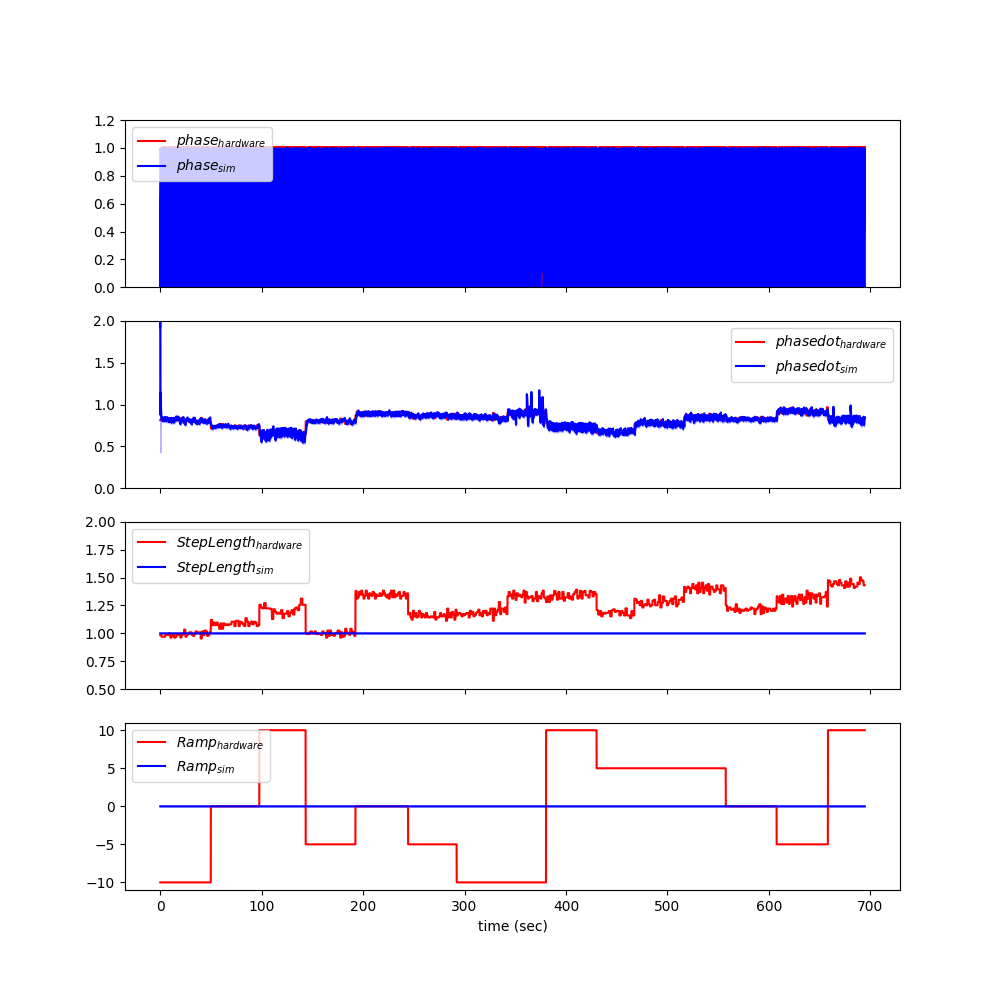 1.2
1.0
0.8
0.6
0.4
0.2
0.0
phase_hardware
phase_sim
2.0
1.5
1.0
0.5
0.0
phasedot_hardware
phasedot_sim
2.00
1.75
1.50
1.25
1.00
0.75
0.50
StepLength_hardware
StepLength_sim
10
5
0
−5
−10
Ramp_hardware
Ramp_sim
0 100 200 300 400 500 600 700
time (sec)